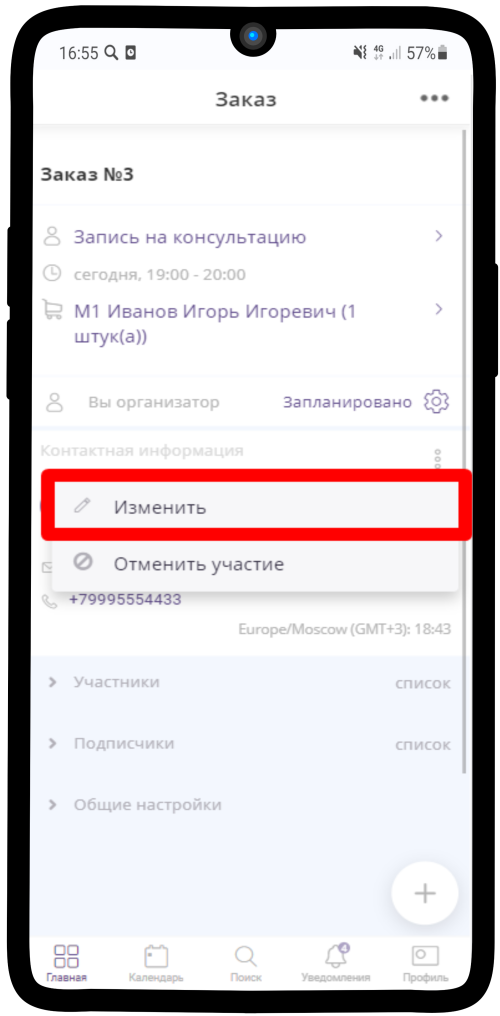 16:55 4G 57%
Заказ
Заказ №3
Запись на консультацию
сегодня, 19:00 - 20:00
М1 Иванов Игорь Игоревич (1
штук(а))
Вы организатор Запланировано
Контактная информация
Изменить
Отменить участие
+79995554433
Europe/Moscow (GMT+3): 18:43
Участники список
Подписчики список
Общие настройки
4
Главная Календарь Поиск Уведомления Профиль